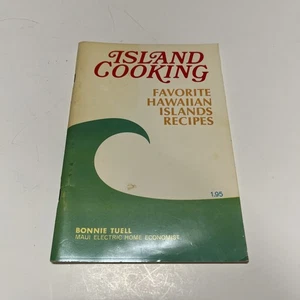 ISLAND
COOKING
FAVORITE
HAWAIIAN
ISLANDS
RECIPES
1.95
BONNIE TUELL
MAUI ELECTRIC HOME ECONOMIST